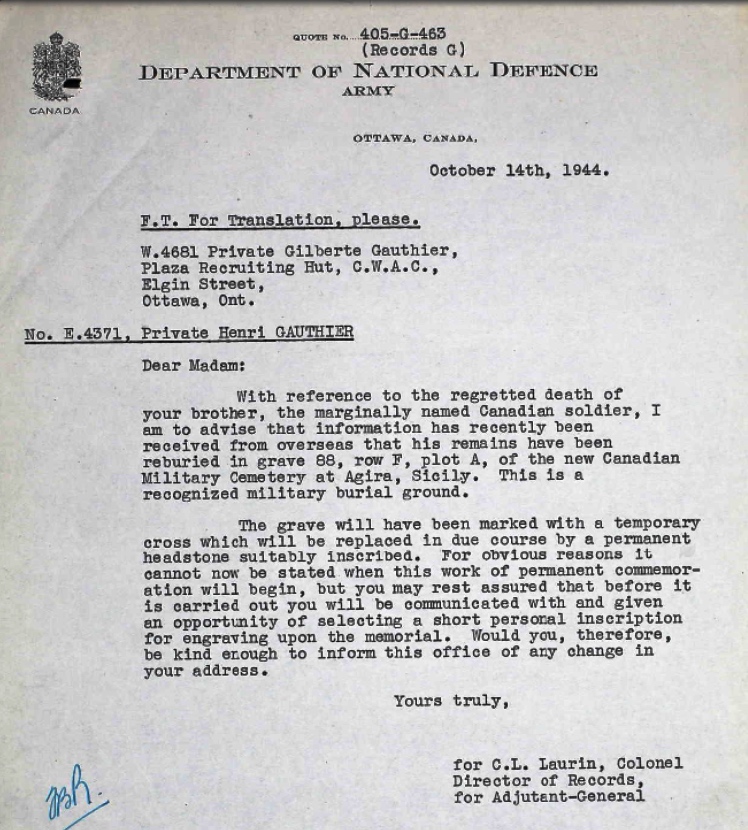 QUOTE No. 405-G-463
(Records G)
DEPARTMENT OF NATIONAL DEFENCE
ARMY
CANADA
OTTAWA, CANADA,
October 14th, 1944.
F.T. For Translation, please.
W.4681 Private Gilberte Gauthier,
Plaza Recruiting Hut, C.W.A.C.,
Elgin Street,
Ottawa, Ont.
No. E.4371, Private Henri GAUTHIER
Dear Madam:
With reference to the regretted death of
your brother, the marginally named Canadian soldier, I
am to advise that information has recently been
received from overseas that his remains have been
reburied in grave 88, row F, plot A, of the new Canadian
Military Cemetery at Agira, Sicily. This is a
recognized military burial ground.
The grave will have been marked with a temporary
cross which will be replaced in due course by a permanent
headstone suitably inscribed. For obvious reasons it
cannot now be stated when this work of permanent commemor-
ation will begin, but you may rest assured that before it
is carried out you will be communicated with and given
an opportunity of selecting a short personal inscription
for engraving upon the memorial. Would you, therefore,
be kind enough to inform this office of any change in
your address.
Yours truly,
for C.L. Laurin, Colonel
Director of Records,
for Adjutant-General